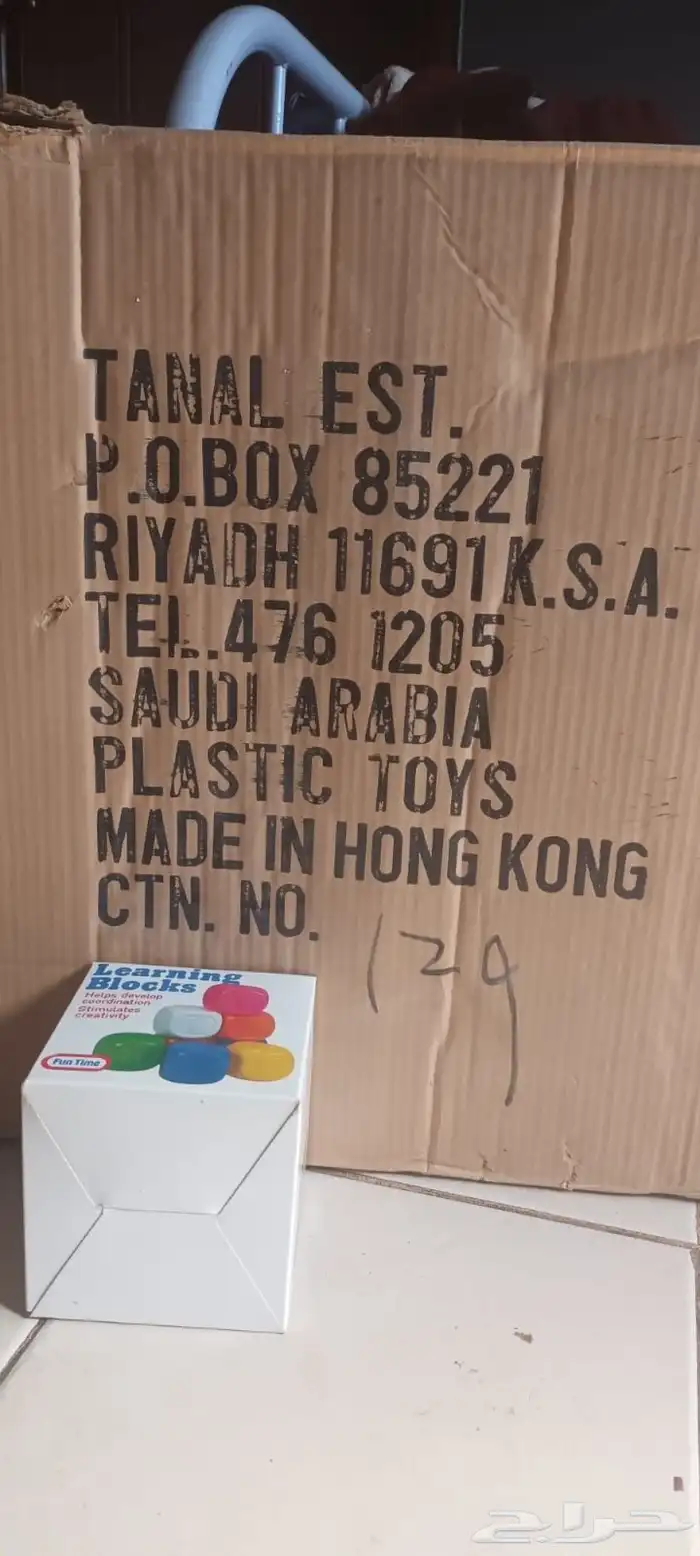 TANAL EST.
P.O.BOX 85221
RIYADH 11691 K.S.A.
TEL.476 1205
SAUDI ARABIA
PLASTIC TOYS
MADE IN HONG KONG
CTN. NO.
129
Learning
Blocks
Helps develop
coordination
Stimulates
creativity
Fun Time
حراج